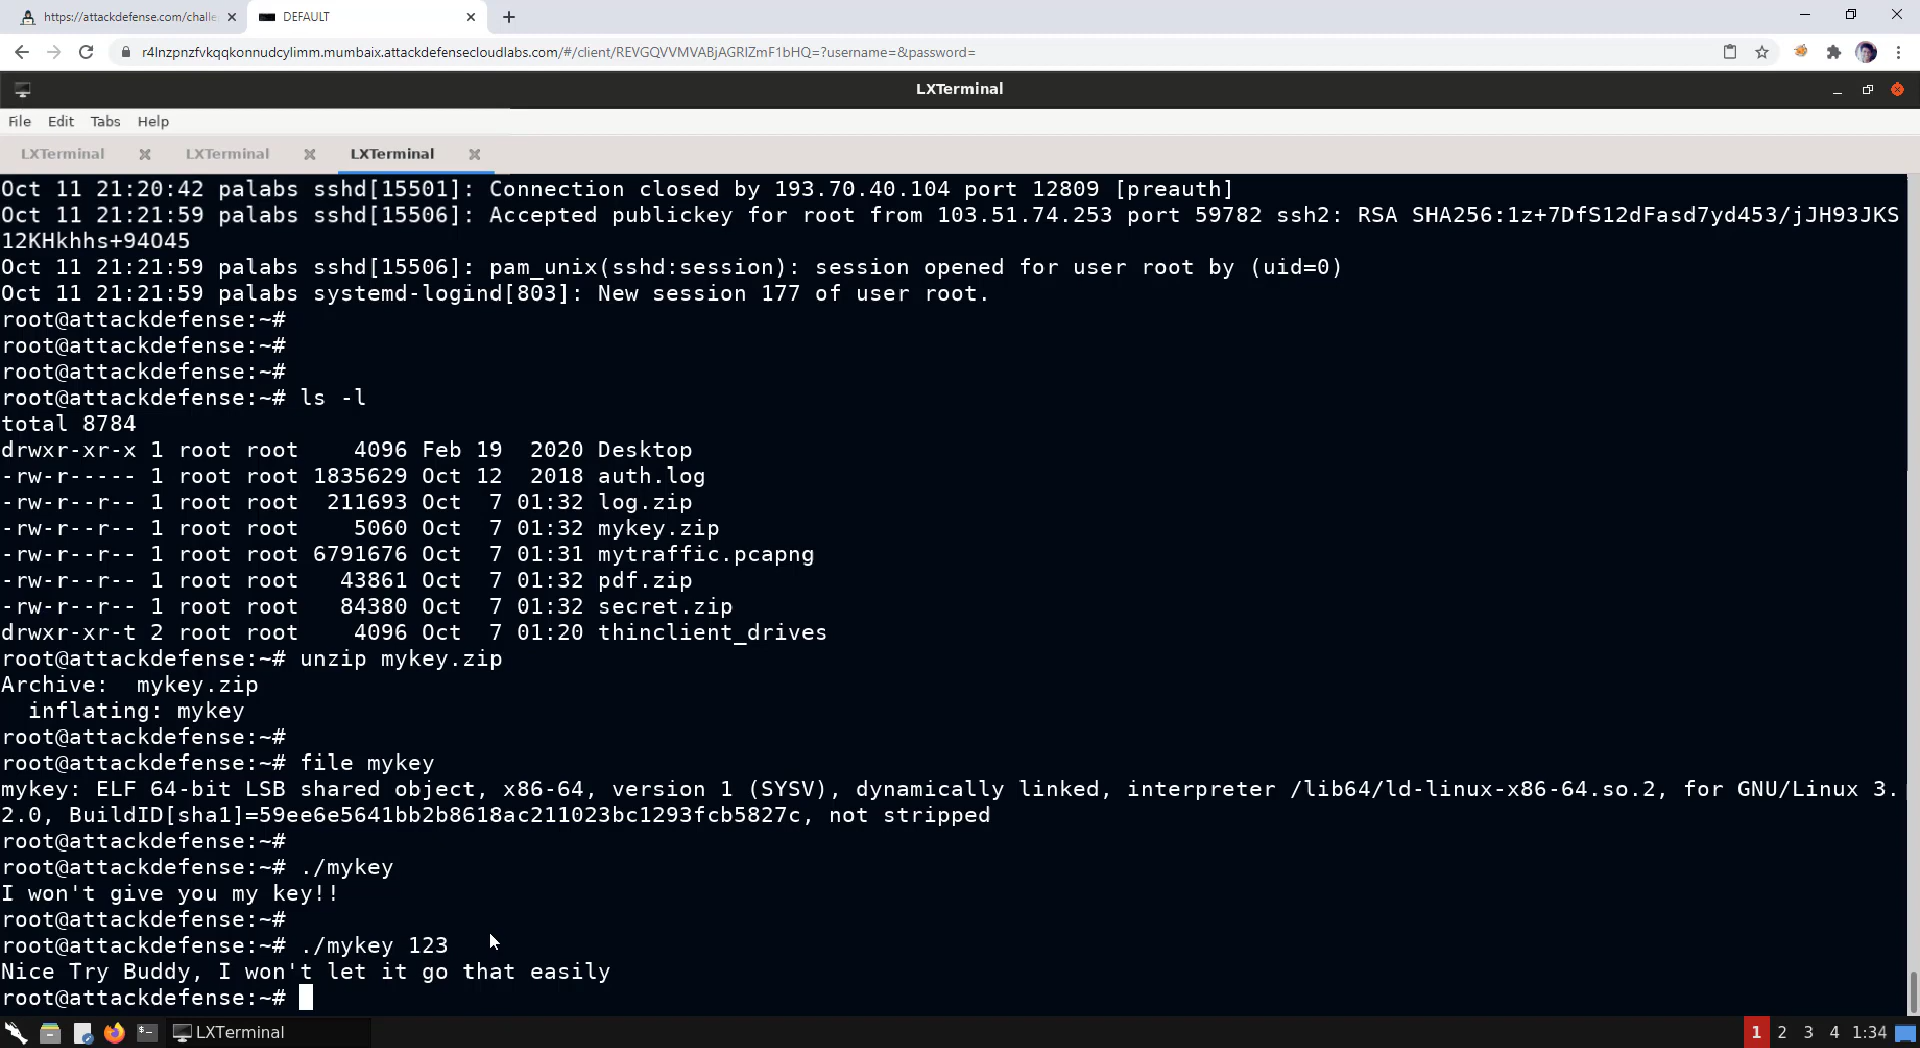 https://attackdefense.com/challe
DEFAULT
r4lnzpnzfvkqqkonnudcylimm.mumbaix.attackdefensecloudlabs.com/#/client/REVGQVVMVABjAGRlZmF1bHQ=?username=&password=
LXTerminal
File Edit Tabs Help
LXTerminal LXTerminal LXTerminal
Oct 11 21:20:42 palabs sshd[15501]: Connection closed by 193.70.40.104 port 12809 [preauth]
Oct 11 21:21:59 palabs sshd[15506]: Accepted publickey for root from 103.51.74.253 port 59782 ssh2: RSA SHA256:1z+7DfS12dFasd7yd453/jJH93JKS
12KHkhhs+94O45
Oct 11 21:21:59 palabs sshd[15506]: pam_unix(sshd:session): session opened for user root by (uid=0)
Oct 11 21:21:59 palabs systemd-logind[803]: New session 177 of user root.
root@attackdefense:~#
root@attackdefense:~#
root@attackdefense:~#
root@attackdefense:~# ls -l
total 8784
drwxr-xr-x 1 root root    4096 Feb 19  2020 Desktop
-rw-r----- 1 root root 1835629 Oct 12  2018 auth.log
-rw-r--r-- 1 root root  211693 Oct  7 01:32 log.zip
-rw-r--r-- 1 root root    5060 Oct  7 01:32 mykey.zip
-rw-r--r-- 1 root root 6791676 Oct  7 01:31 mytraffic.pcapng
-rw-r--r-- 1 root root   43861 Oct  7 01:32 pdf.zip
-rw-r--r-- 1 root root   84380 Oct  7 01:32 secret.zip
drwxr-xr-t 2 root root    4096 Oct  7 01:20 thinclient_drives
root@attackdefense:~# unzip mykey.zip
Archive:  mykey.zip
  inflating: mykey
root@attackdefense:~#
root@attackdefense:~# file mykey
mykey: ELF 64-bit LSB shared object, x86-64, version 1 (SYSV), dynamically linked, interpreter /lib64/ld-linux-x86-64.so.2, for GNU/Linux 3.
2.0, BuildID[sha1]=59ee6e5641bb2b8618ac211023bc1293fcb5827c, not stripped
root@attackdefense:~#
root@attackdefense:~# ./mykey
I won't give you my key!!
root@attackdefense:~#
root@attackdefense:~# ./mykey 123
Nice Try Buddy, I won't let it go that easily
root@attackdefense:~#
LXTerminal 1 2 3 4 1:34